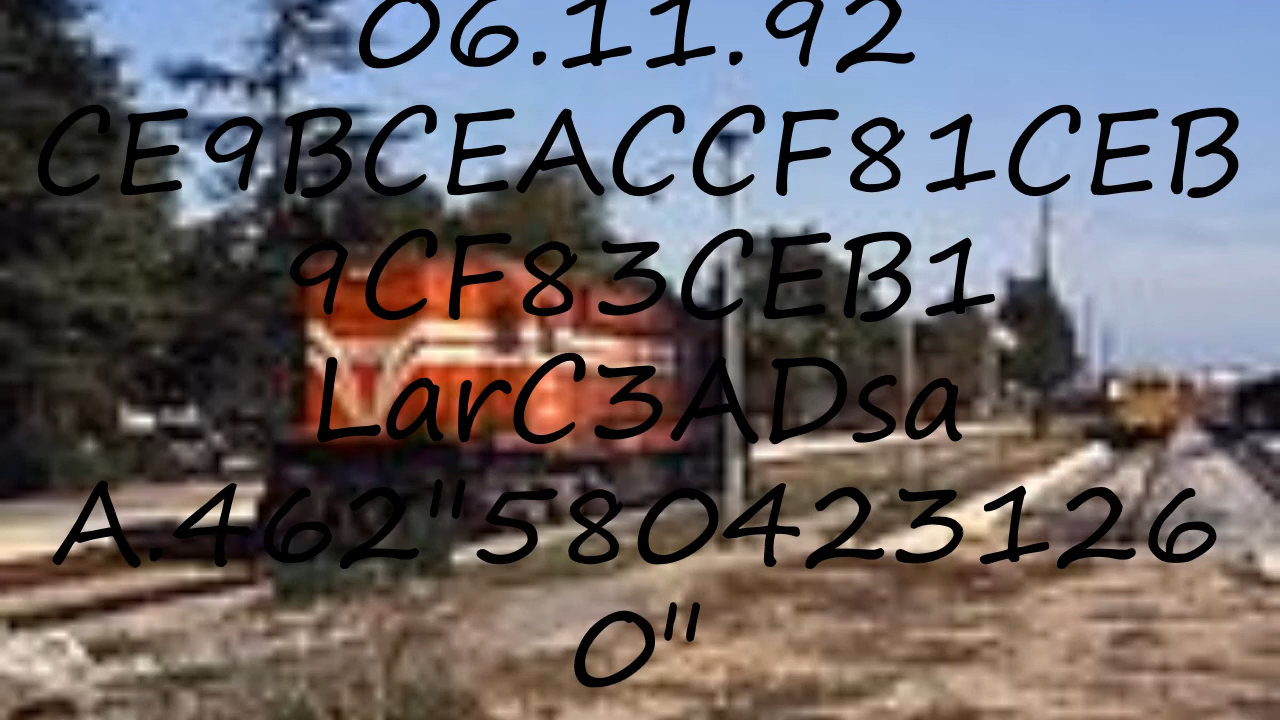 06.11.92
CE9BCEACCF81CEB
9CF83CEB1
LarC3ADsa
A.462"580423126
0"